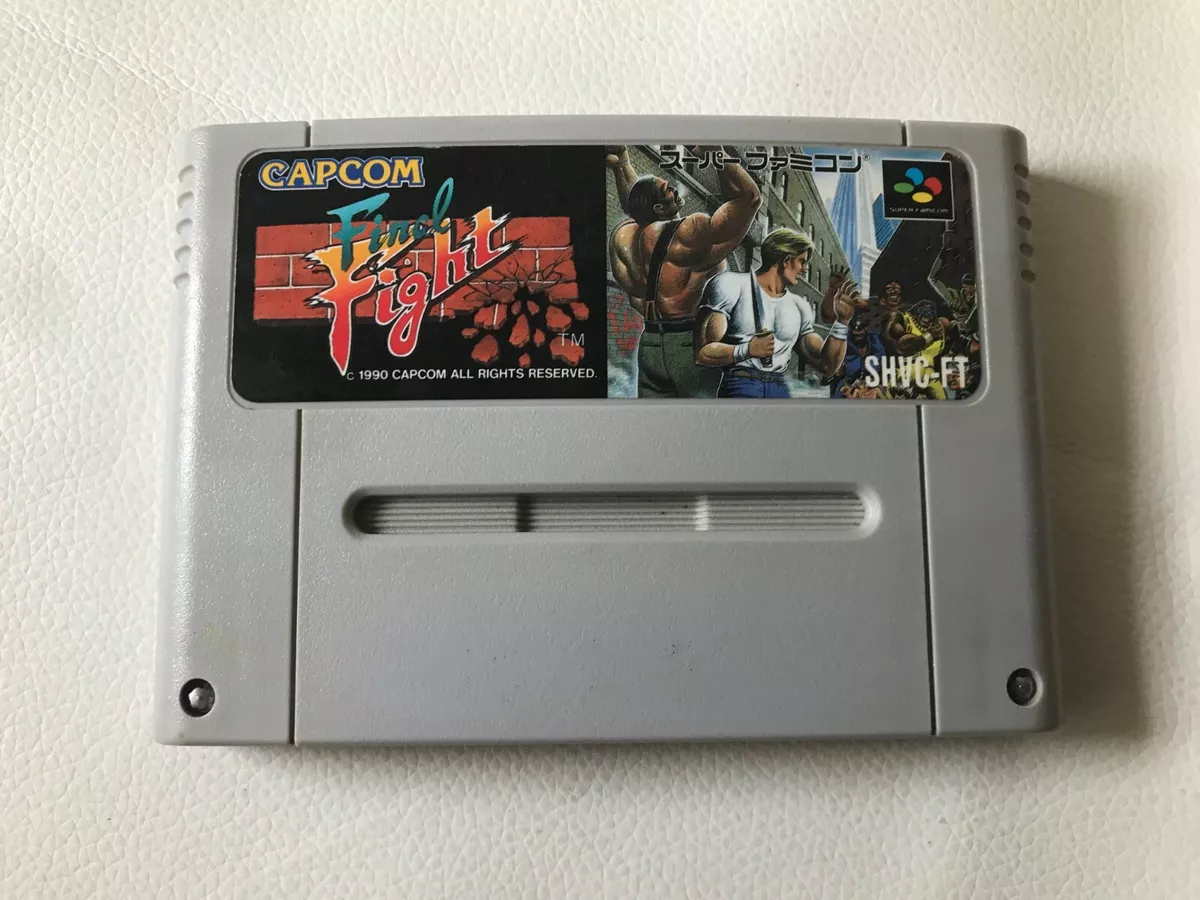 CAPCOM
Final
Fight
TM
C 1990 CAPCOM ALL RIGHTS RESERVED.
スーパーファミコン®
SUPER FAMICOM
SHVC-FT